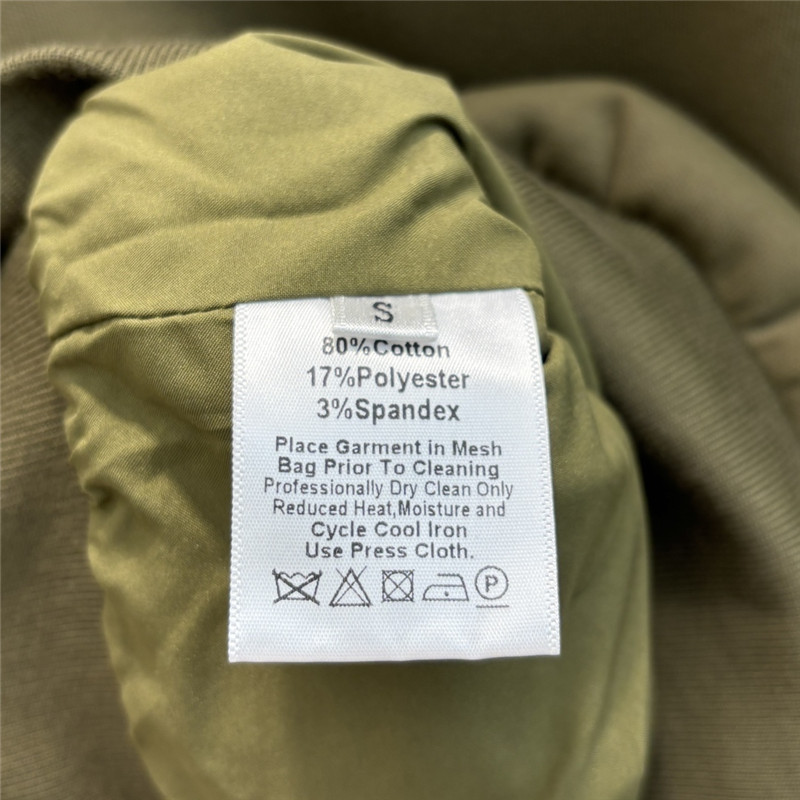 S
80%Cotton
17%Polyester
3%Spandex
Place Garment in Mesh
Bag Prior To Cleaning
Professionally Dry Clean Only
Reduced Heat,Moisture and
Cycle Cool Iron
Use Press Cloth.
P